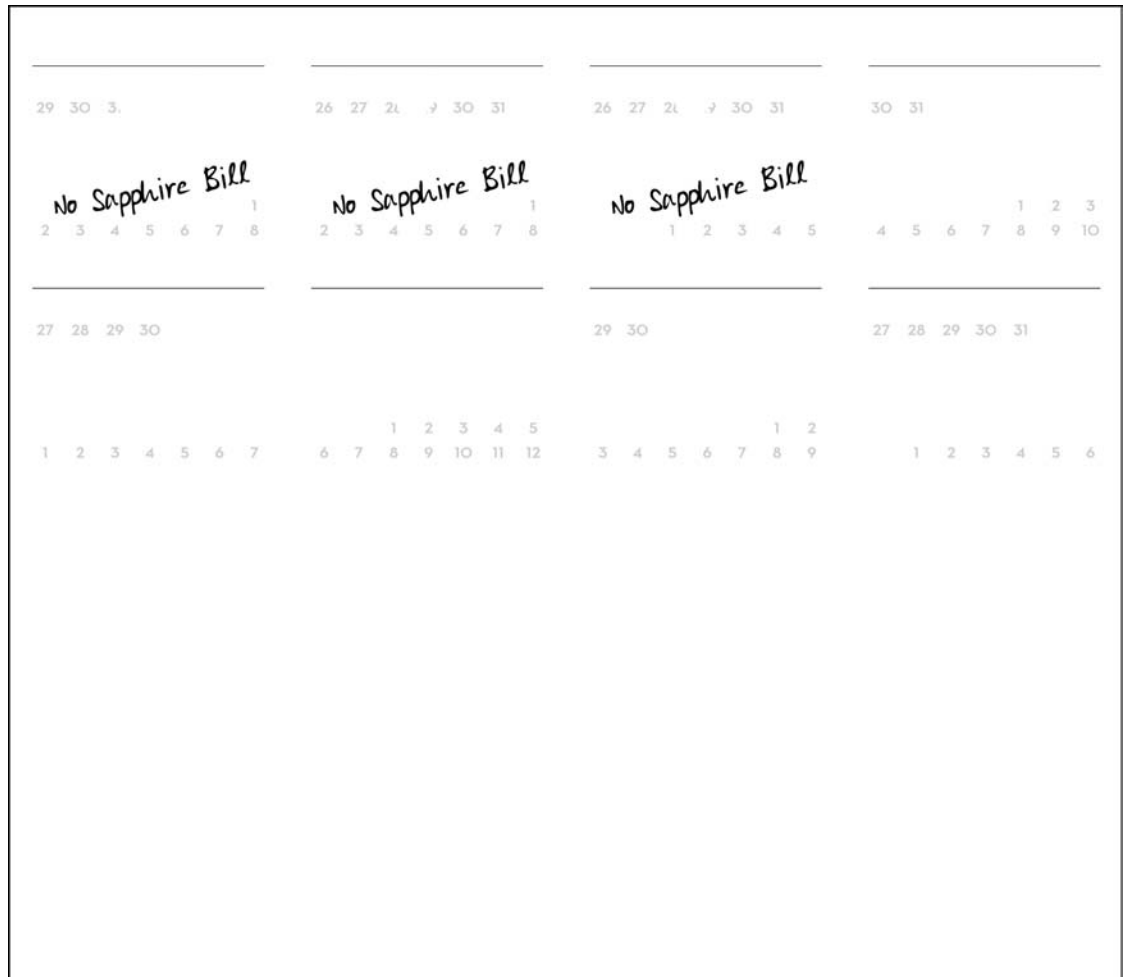 29 30
26 27 30 31
26 27 30 31
30 31
No Sapphire Bill
No Sapphire Bill
No Sapphire Bill
1
1
1 2 3
2 3 4 5 6 7 8
2 3 4 5 6 7 8
1 2 3 4 5
4 5 6 7 8 9 10
27 28 29 30
29 30
27 28 29 30 31
1 2 3 4 5
1 2
1 2 3 4 5 6 7
6 7 8 9 10 11 12
3 4 5 6 7 8 9
1 2 3 4 5 6